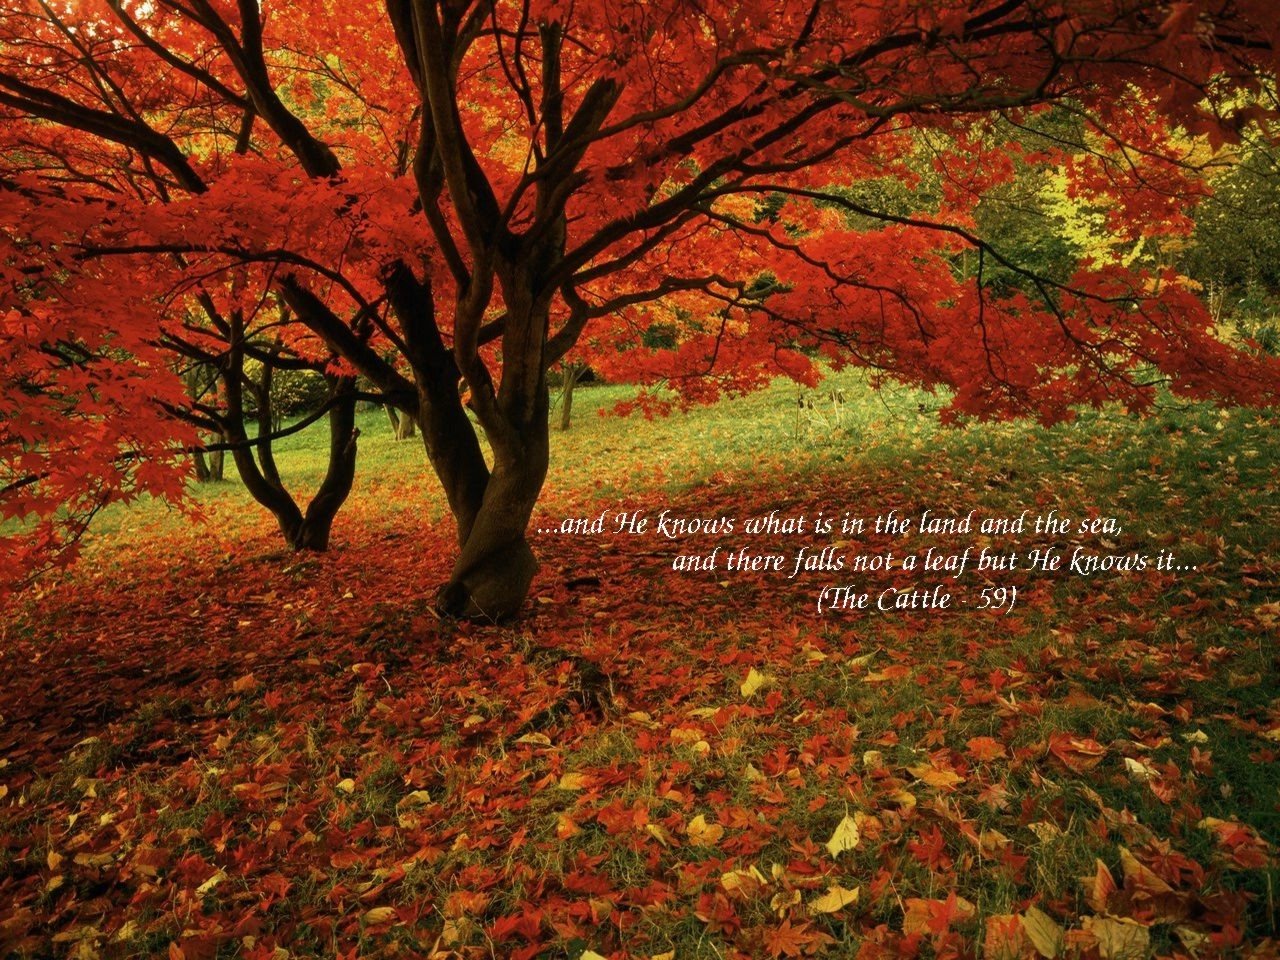 ...and He knows what is in the land and the sea,
and there falls not a leaf but He knows it...
(The Cattle - 59)